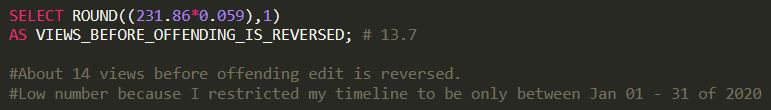 SELECT ROUND((231.86*0.059),1)
AS VIEWS_BEFORE_OFFENDING_IS_REVERSED; # 13.7
#About 14 views before offending edit is reversed.
#Low number because I restricted my timeline to be only between Jan 01 - 31 of 2020